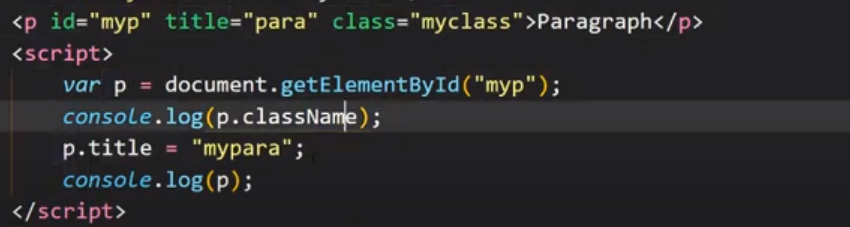 <p id="myp" title="para" class="myclass">Paragraph</p>
<script>
    var p = document.getElementById("myp");
    console.log(p.className);
    p.title = "mypara";
    console.log(p);
</script>